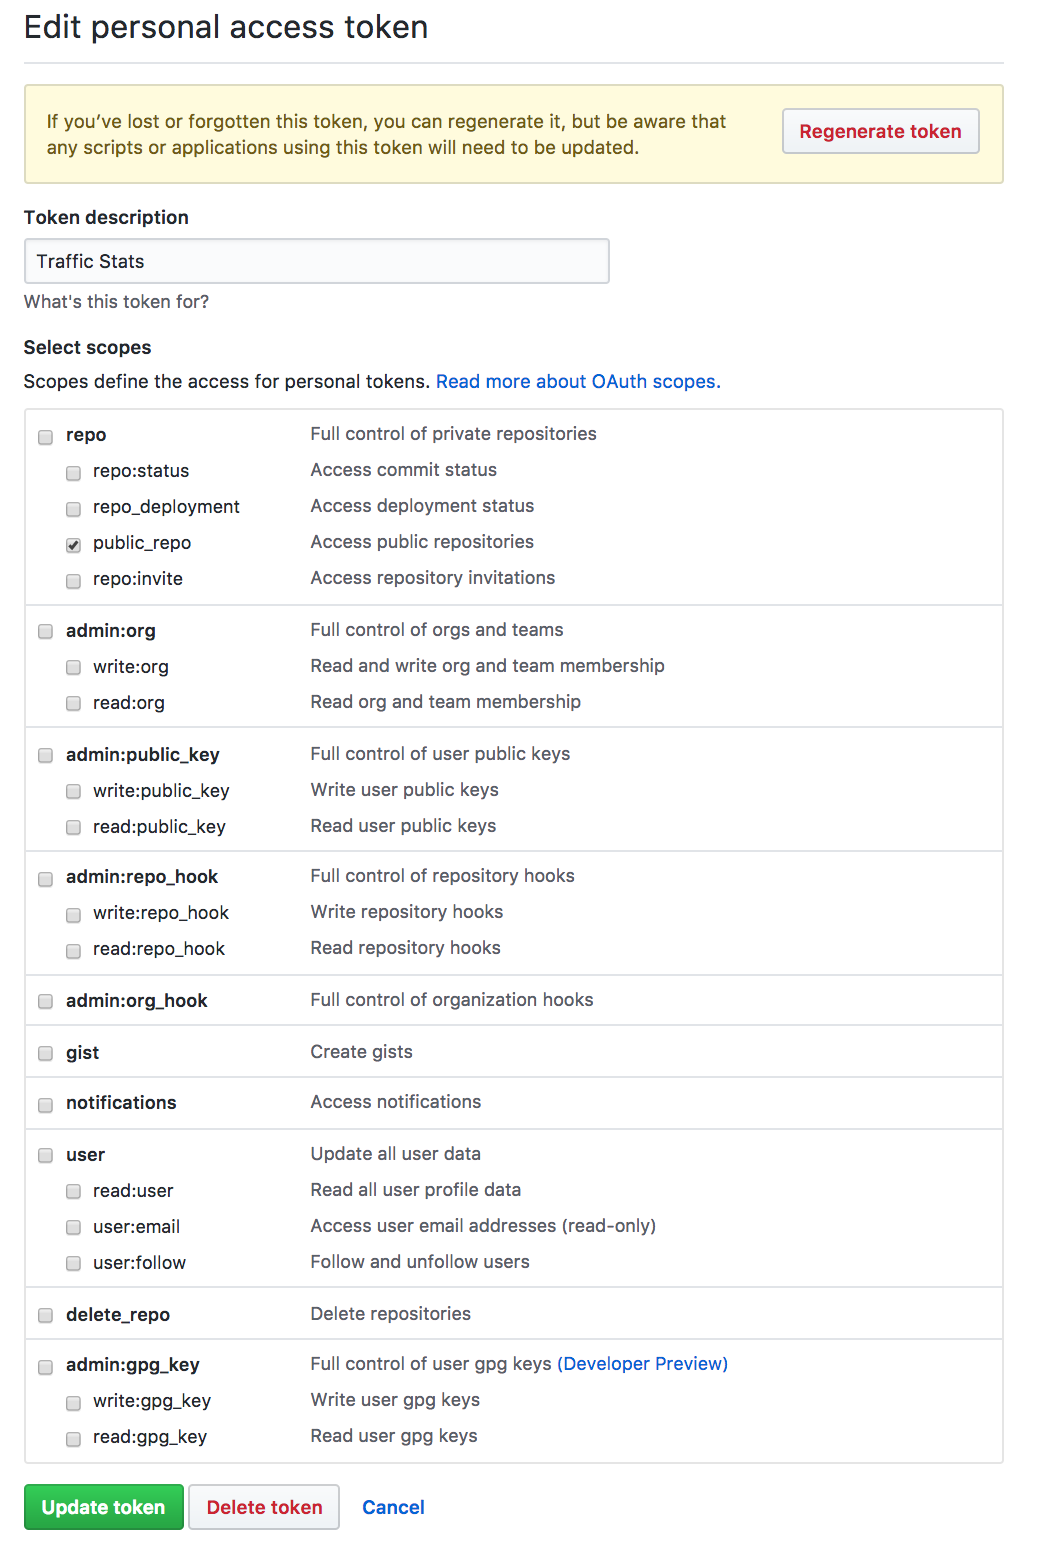 Edit personal access token
If you’ve lost or forgotten this token, you can regenerate it, but be aware that
any scripts or applications using this token will need to be updated.
Regenerate token
Token description
Traffic Stats
What's this token for?
Select scopes
Scopes define the access for personal tokens. Read more about OAuth scopes.
repo Full control of private repositories
repo:status Access commit status
repo_deployment Access deployment status
public_repo Access public repositories
repo:invite Access repository invitations
admin:org Full control of orgs and teams
write:org Read and write org and team membership
read:org Read org and team membership
admin:public_key Full control of user public keys
write:public_key Write user public keys
read:public_key Read user public keys
admin:repo_hook Full control of repository hooks
write:repo_hook Write repository hooks
read:repo_hook Read repository hooks
admin:org_hook Full control of organization hooks
gist Create gists
notifications Access notifications
user Update all user data
read:user Read all user profile data
user:email Access user email addresses (read-only)
user:follow Follow and unfollow users
delete_repo Delete repositories
admin:gpg_key Full control of user gpg keys (Developer Preview)
write:gpg_key Write user gpg keys
read:gpg_key Read user gpg keys
Update token Delete token Cancel